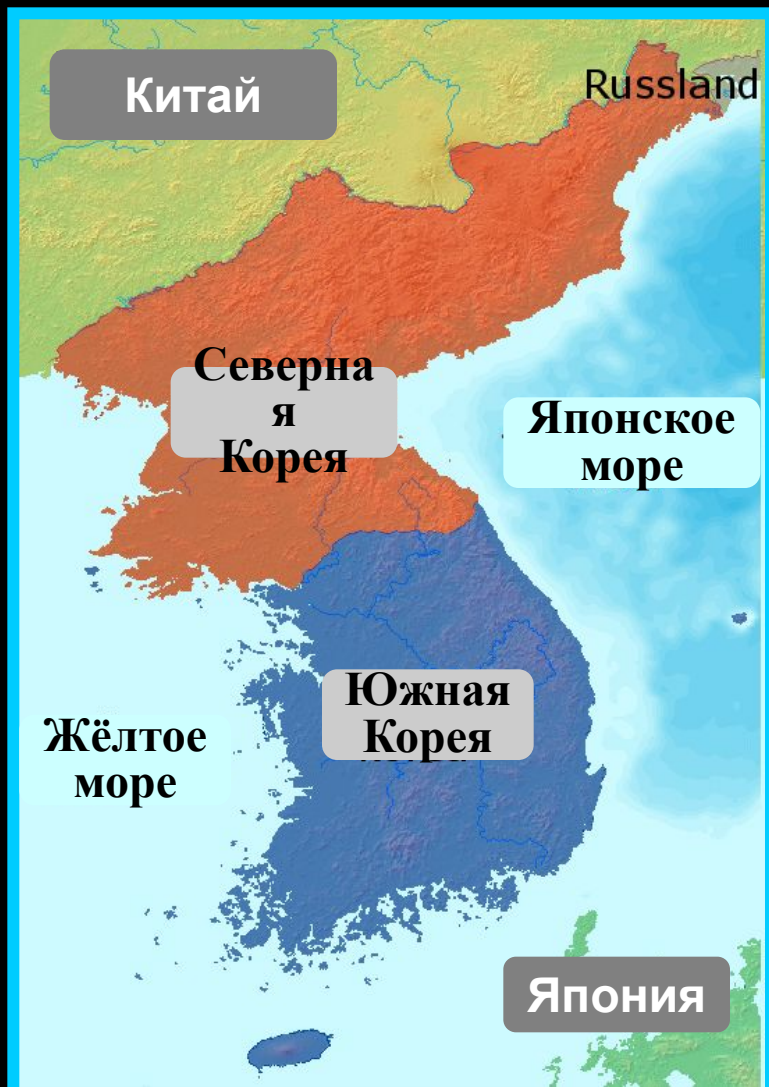 Китай
Russland
Северна
я
Корея
Японское
море
Южная
Корея
Жёлтое
море
Япония